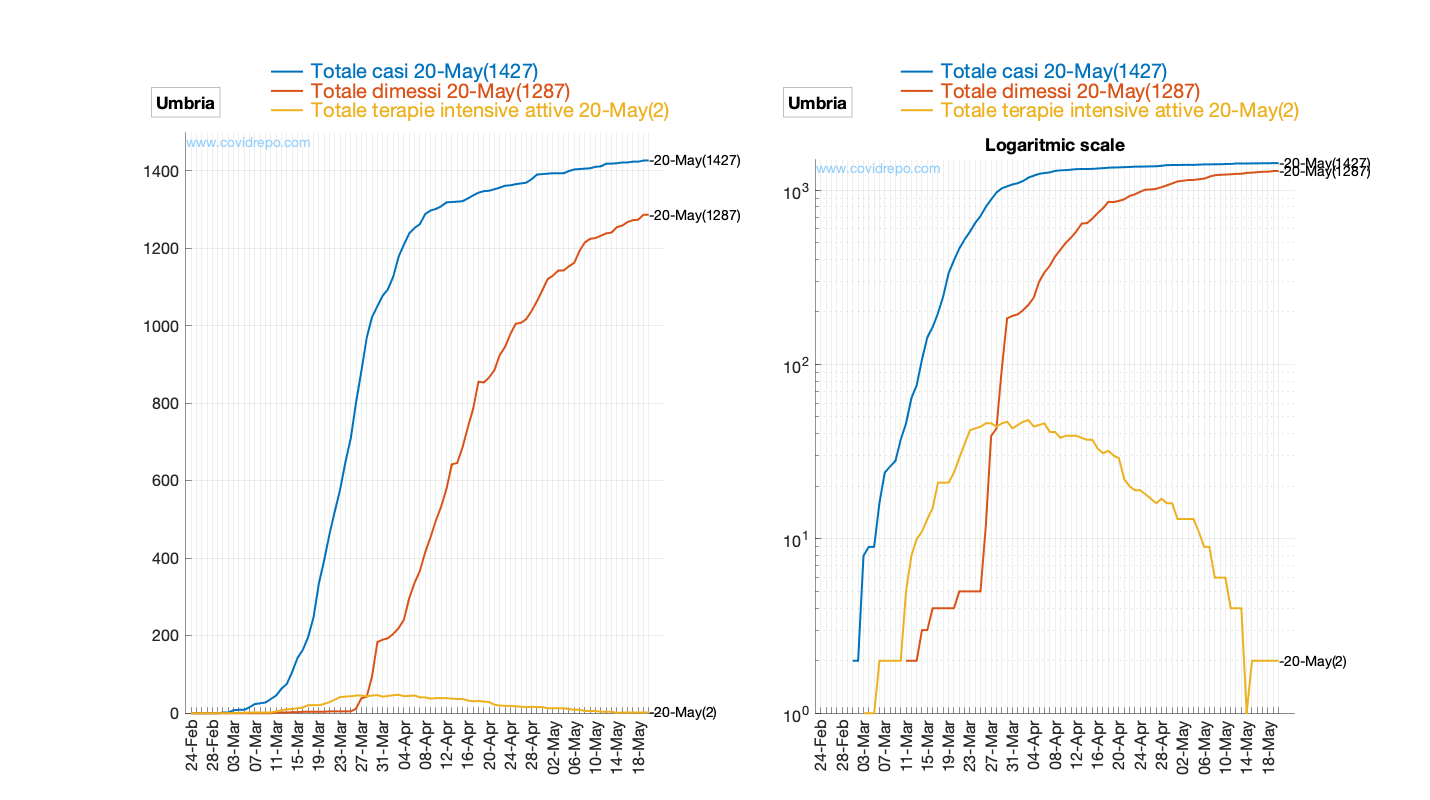 Totale casi 20-May(1427)
Totale dimessi 20-May(1287)
Totale terapie intensive attive 20-May(2)
Umbria
www.covidrepo.com
-20-May(1427)
-20-May(1287)
-20-May(2)
1400
1200
1000
800
600
400
200
0
24-Feb
28-Feb
03-Mar
07-Mar
11-Mar
15-Mar
19-Mar
23-Mar
27-Mar
31-Mar
04-Apr
08-Apr
12-Apr
16-Apr
20-Apr
24-Apr
28-Apr
02-May
06-May
10-May
14-May
18-May
Totale casi 20-May(1427)
Totale dimessi 20-May(1287)
Totale terapie intensive attive 20-May(2)
Umbria
Logaritmic scale
www.covidrepo.com
-20-May(1427)
-20-May(1287)
-20-May(2)
10^3
10^2
10^1
10^0
24-Feb
28-Feb
03-Mar
07-Mar
11-Mar
15-Mar
19-Mar
23-Mar
27-Mar
31-Mar
04-Apr
08-Apr
12-Apr
16-Apr
20-Apr
24-Apr
28-Apr
02-May
06-May
10-May
14-May
18-May